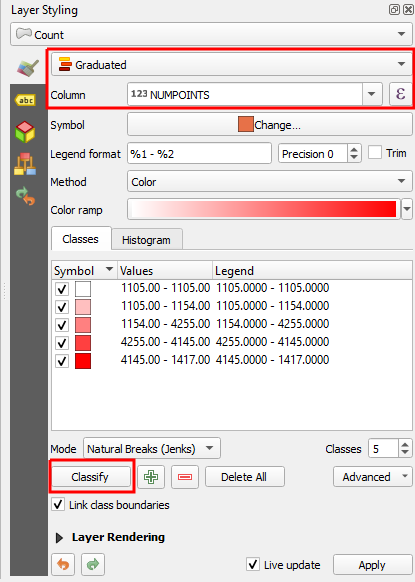 Layer Styling
Count
Graduated
Column 123 NUMPOINTS ε
abc
Symbol Change...
Legend format %1 - %2 Precision 0 Trim
Method Color
Color ramp
Classes Histogram
Symbol Values Legend
1105.00 - 1105.00 1105.0000 - 1105.0000
1105.00 - 1154.00 1105.0000 - 1154.0000
1154.00 - 4255.00 1154.0000 - 4255.0000
4255.00 - 4145.00 4255.0000 - 4145.0000
4145.00 - 1417.00 4145.0000 - 1417.0000
Mode Natural Breaks (Jenks) Classes 5
Classify Delete All Advanced
Link class boundaries
Layer Rendering
Live update Apply